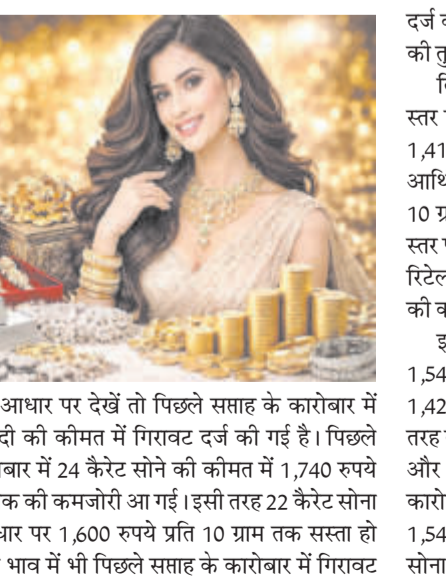 आधार पर देखें तो पिछले सप्ताह के कारोबार में
की कीमत में गिरावट दर्ज की गई है। पिछले
में 24 कैरेट सोने की कीमत में 1,740 रुपये
की कमजोरी आ गई। इसी तरह 22 कैरेट सोना
पर 1,600 रुपये प्रति 10 ग्राम तक सस्ता हो
भाव में भी पिछले सप्ताह के कारोबार में गिरावट
दर्ज
की
स्तर
1,41
10
स्तर
की
1,54
1,42
तरह
और
1,54
सोना